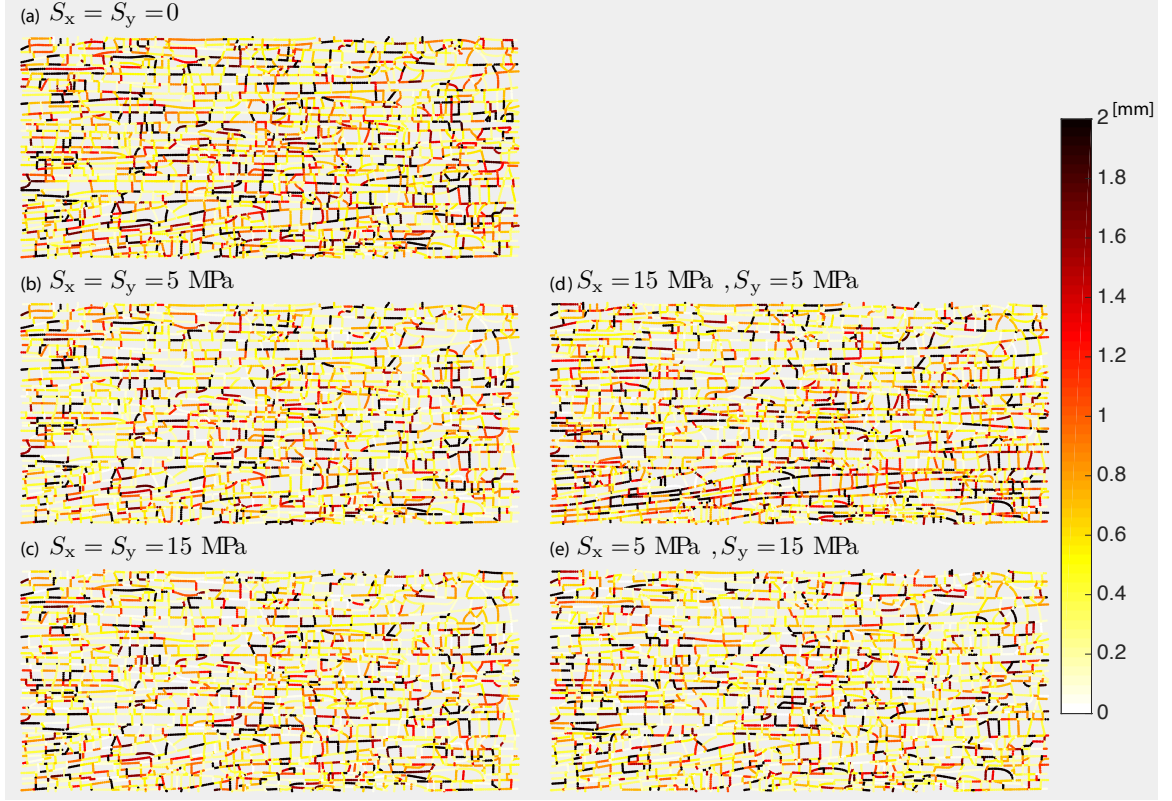 (a) Sx = Sy =0
(b) Sx = Sy =5 MPa
(c) Sx = Sy =15 MPa
(d) Sx =15 MPa ,Sy =5 MPa
(e) Sx =5 MPa ,Sy =15 MPa
[mm]
2
1.8
1.6
1.4
1.2
1
0.8
0.6
0.4
0.2
0